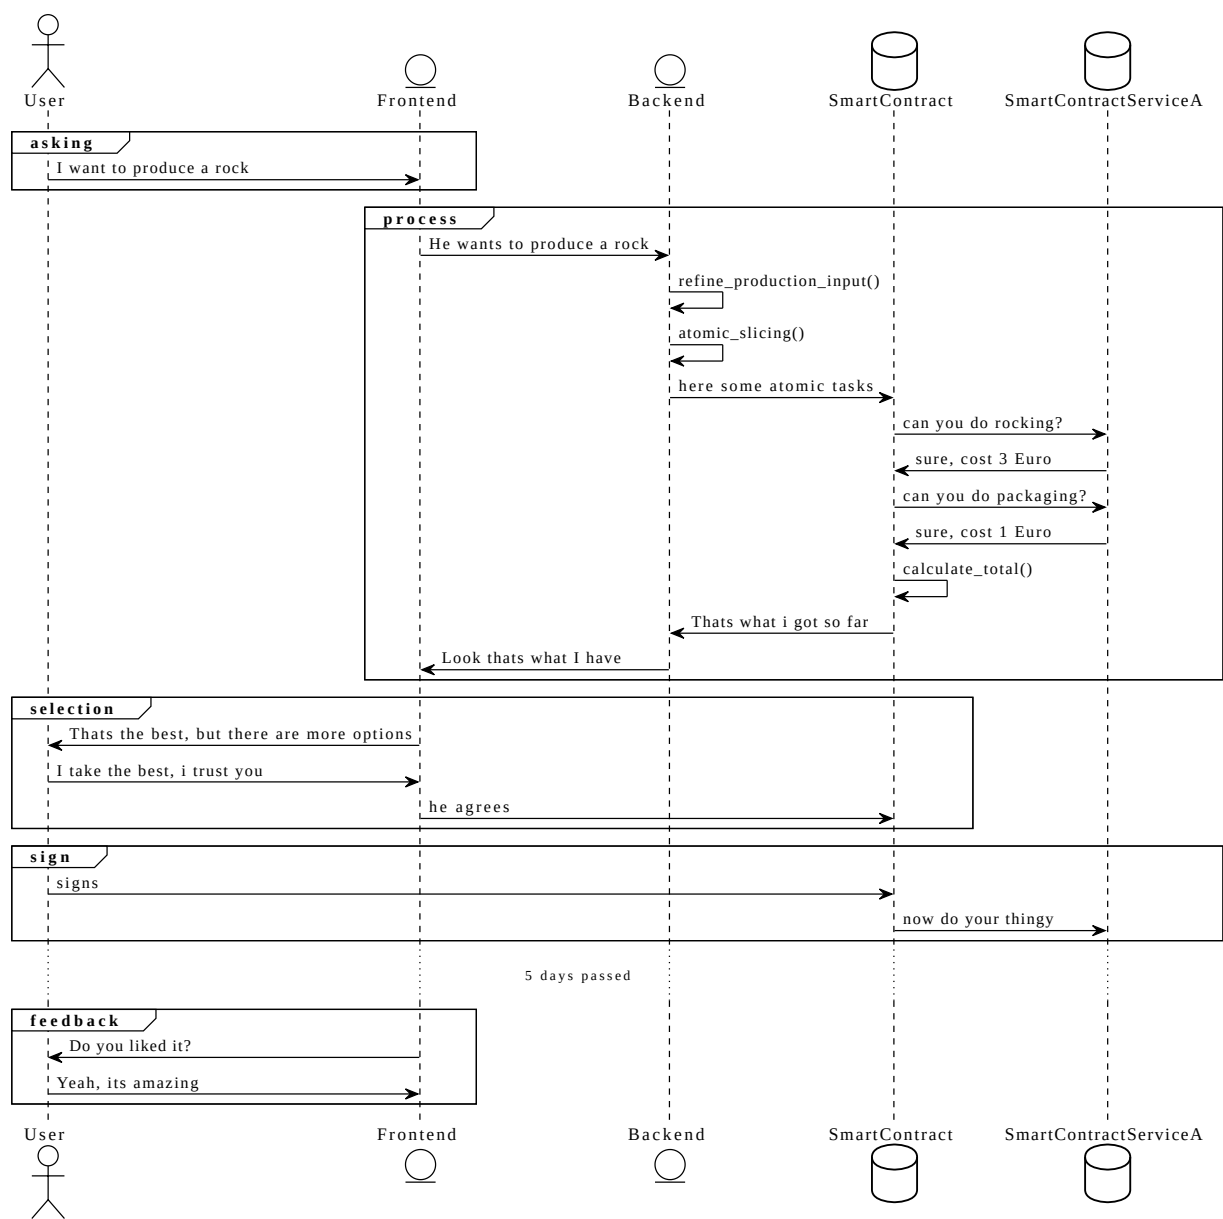 User
Frontend
Backend
SmartContract
SmartContractServiceA
asking
I want to produce a rock
process
He wants to produce a rock
refine_production_input()
atomic_slicing()
here some atomic tasks
can you do rocking?
sure, cost 3 Euro
can you do packaging?
sure, cost 1 Euro
calculate_total()
Thats what i got so far
Look thats what I have
selection
Thats the best, but there are more options
I take the best, i trust you
he agrees
sign
signs
now do your thingy
5 days passed
feedback
Do you liked it?
Yeah, its amazing
User
Frontend
Backend
SmartContract
SmartContractServiceA